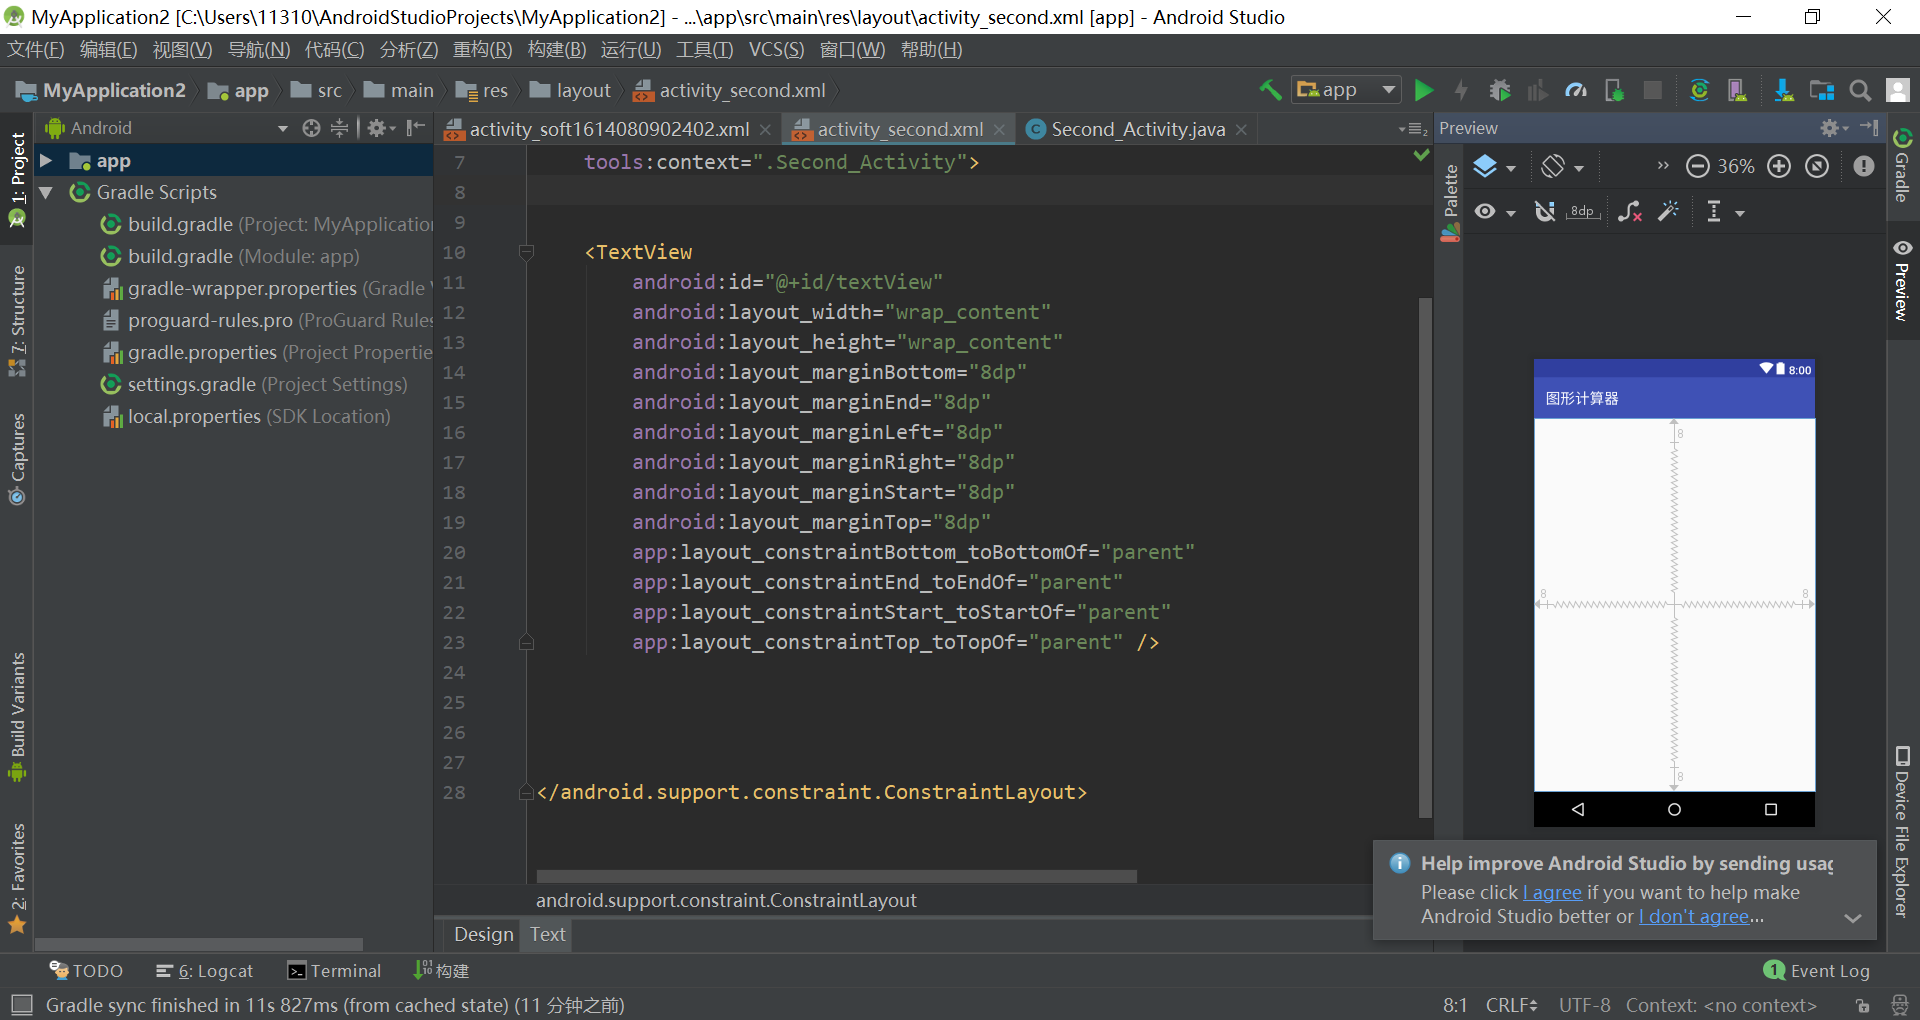 MyApplication2 [C:\Users\11310\AndroidStudioProjects\MyApplication2] - ...\app\src\main\res\layout\activity_second.xml [app] - Android Studio
文件(F) 编辑(E) 视图(V) 导航(N) 代码(C) 分析(Z) 重构(R) 构建(B) 运行(U) 工具(T) VCS(S) 窗口(W) 帮助(H)
MyApplication2 app src main res layout activity_second.xml app
Android
activity_soft1614080902402.xml activity_second.xml Second_Activity.java
2
Preview
1: Project
7: Structure
Captures
Build Variants
2: Favorites
app
Gradle Scripts
build.gradle (Project: MyApplication
build.gradle (Module: app)
gradle-wrapper.properties (Gradle
proguard-rules.pro (ProGuard Rules
gradle.properties (Project Propertie
settings.gradle (Project Settings)
local.properties (SDK Location)
7 tools:context=".Second_Activity">
8
9
10 <TextView
11 android:id="@+id/textView"
12 android:layout_width="wrap_content"
13 android:layout_height="wrap_content"
14 android:layout_marginBottom="8dp"
15 android:layout_marginEnd="8dp"
16 android:layout_marginLeft="8dp"
17 android:layout_marginRight="8dp"
18 android:layout_marginStart="8dp"
19 android:layout_marginTop="8dp"
20 app:layout_constraintBottom_toBottomOf="parent"
21 app:layout_constraintEnd_toEndOf="parent"
22 app:layout_constraintStart_toStartOf="parent"
23 app:layout_constraintTop_toTopOf="parent" />
24
25
26
27
28 </android.support.constraint.ConstraintLayout>
android.support.constraint.ConstraintLayout
Design Text
Palette
36%
8dp
8:00
图形计算器
8
8 8
8
Gradle
Preview
Device File Explorer
Help improve Android Studio by sending usag
Please click I agree if you want to help make
Android Studio better or I don't agree...
TODO 6: Logcat Terminal 构建 1 Event Log
Gradle sync finished in 11s 827ms (from cached state) (11 分钟之前) 8:1 CRLF UTF-8 Context: <no context>